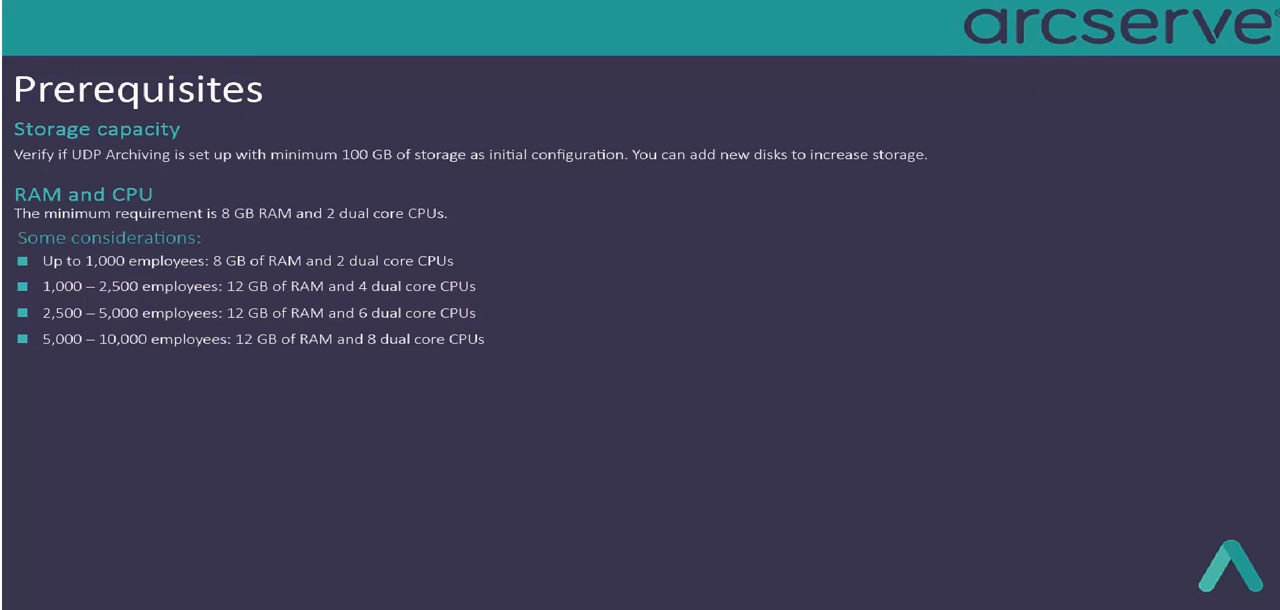 arcserve®
Prerequisites
Storage capacity
Verify if UDP Archiving is set up with minimum 100 GB of storage as initial configuration. You can add new disks to increase storage.
RAM and CPU
The minimum requirement is 8 GB RAM and 2 dual core CPUs.
Some considerations:
Up to 1,000 employees: 8 GB of RAM and 2 dual core CPUs
1,000 – 2,500 employees: 12 GB of RAM and 4 dual core CPUs
2,500 – 5,000 employees: 12 GB of RAM and 6 dual core CPUs
5,000 – 10,000 employees: 12 GB of RAM and 8 dual core CPUs